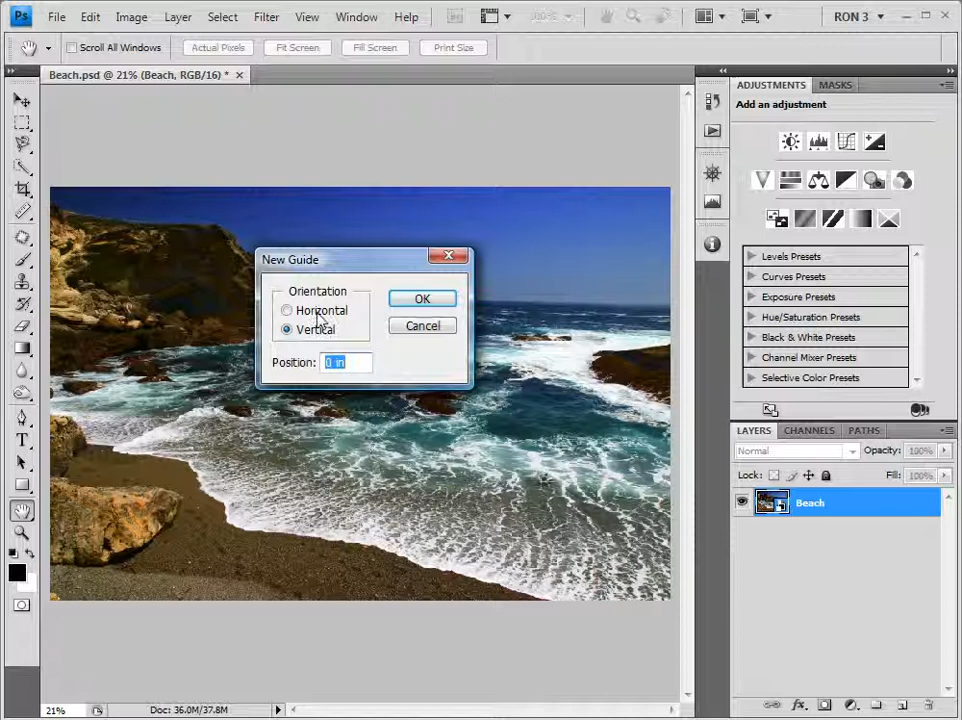 Ps File Edit Image Layer Select Filter View Window Help 100% RON 3
Scroll All Windows Actual Pixels Fit Screen Fill Screen Print Size
Beach.psd @ 21% (Beach, RGB/16) *
ADJUSTMENTS MASKS
Add an adjustment
Levels Presets
Curves Presets
Exposure Presets
Hue/Saturation Presets
Black & White Presets
Channel Mixer Presets
Selective Color Presets
New Guide
Orientation
Horizontal
Vertical
Position: 0 in
OK
Cancel
LAYERS CHANNELS PATHS
Normal Opacity: 100%
Lock: Fill: 100%
Beach
21% Doc: 36.0M/37.8M